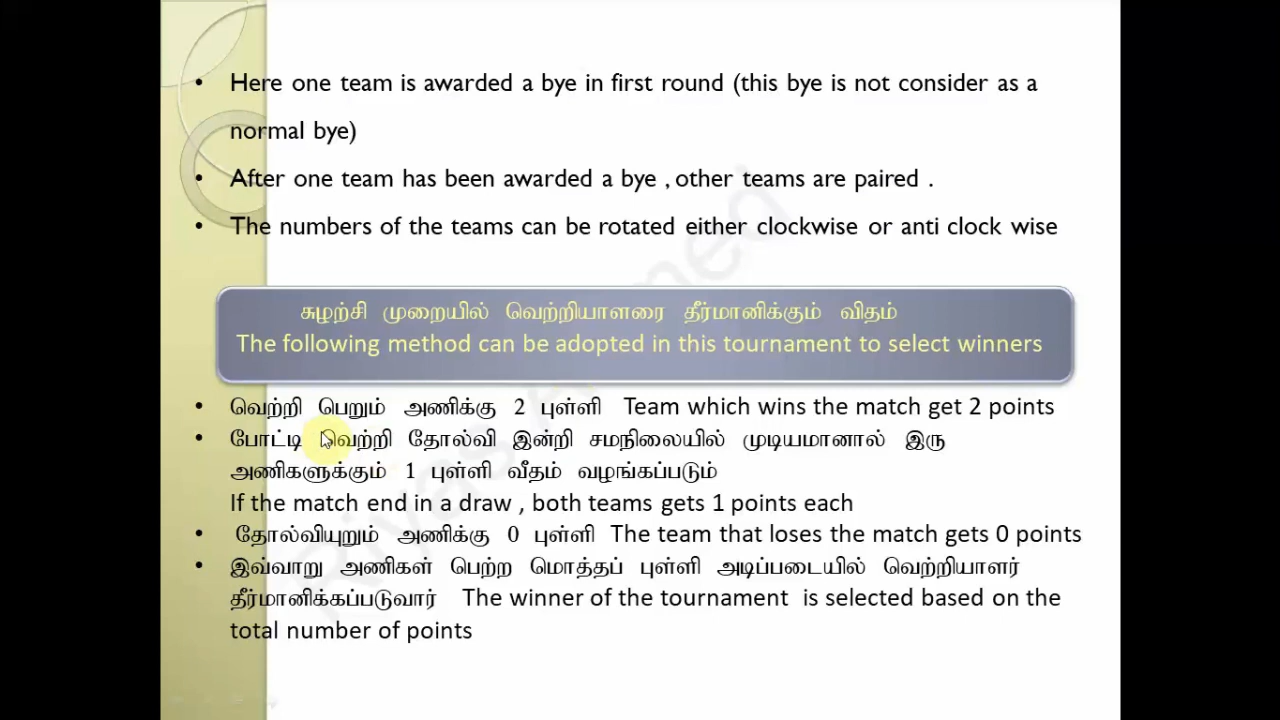 • Here one team is awarded a bye in first round (this bye is not consider as a
normal bye)
• After one team has been awarded a bye , other teams are paired .
• The numbers of the teams can be rotated either clockwise or anti clock wise
சுழற்சி முறையில் வெற்றியாளரை தீர்மானிக்கும் விதம்
The following method can be adopted in this tournament to select winners
• வெற்றி பெறும் அணிக்கு 2 புள்ளி Team which wins the match get 2 points
• போட்டி வெற்றி தோல்வி இன்றி சமநிலையில் முடியமானால் இரு
அணிகளுக்கும் 1 புள்ளி வீதம் வழங்கப்படும்
If the match end in a draw , both teams gets 1 points each
• தோல்வியுறும் அணிக்கு 0 புள்ளி The team that loses the match gets 0 points
• இவ்வாறு அணிகள் பெற்ற மொத்தப் புள்ளி அடிப்படையில் வெற்றியாளர்
தீர்மானிக்கப்படுவார் The winner of the tournament is selected based on the
total number of points